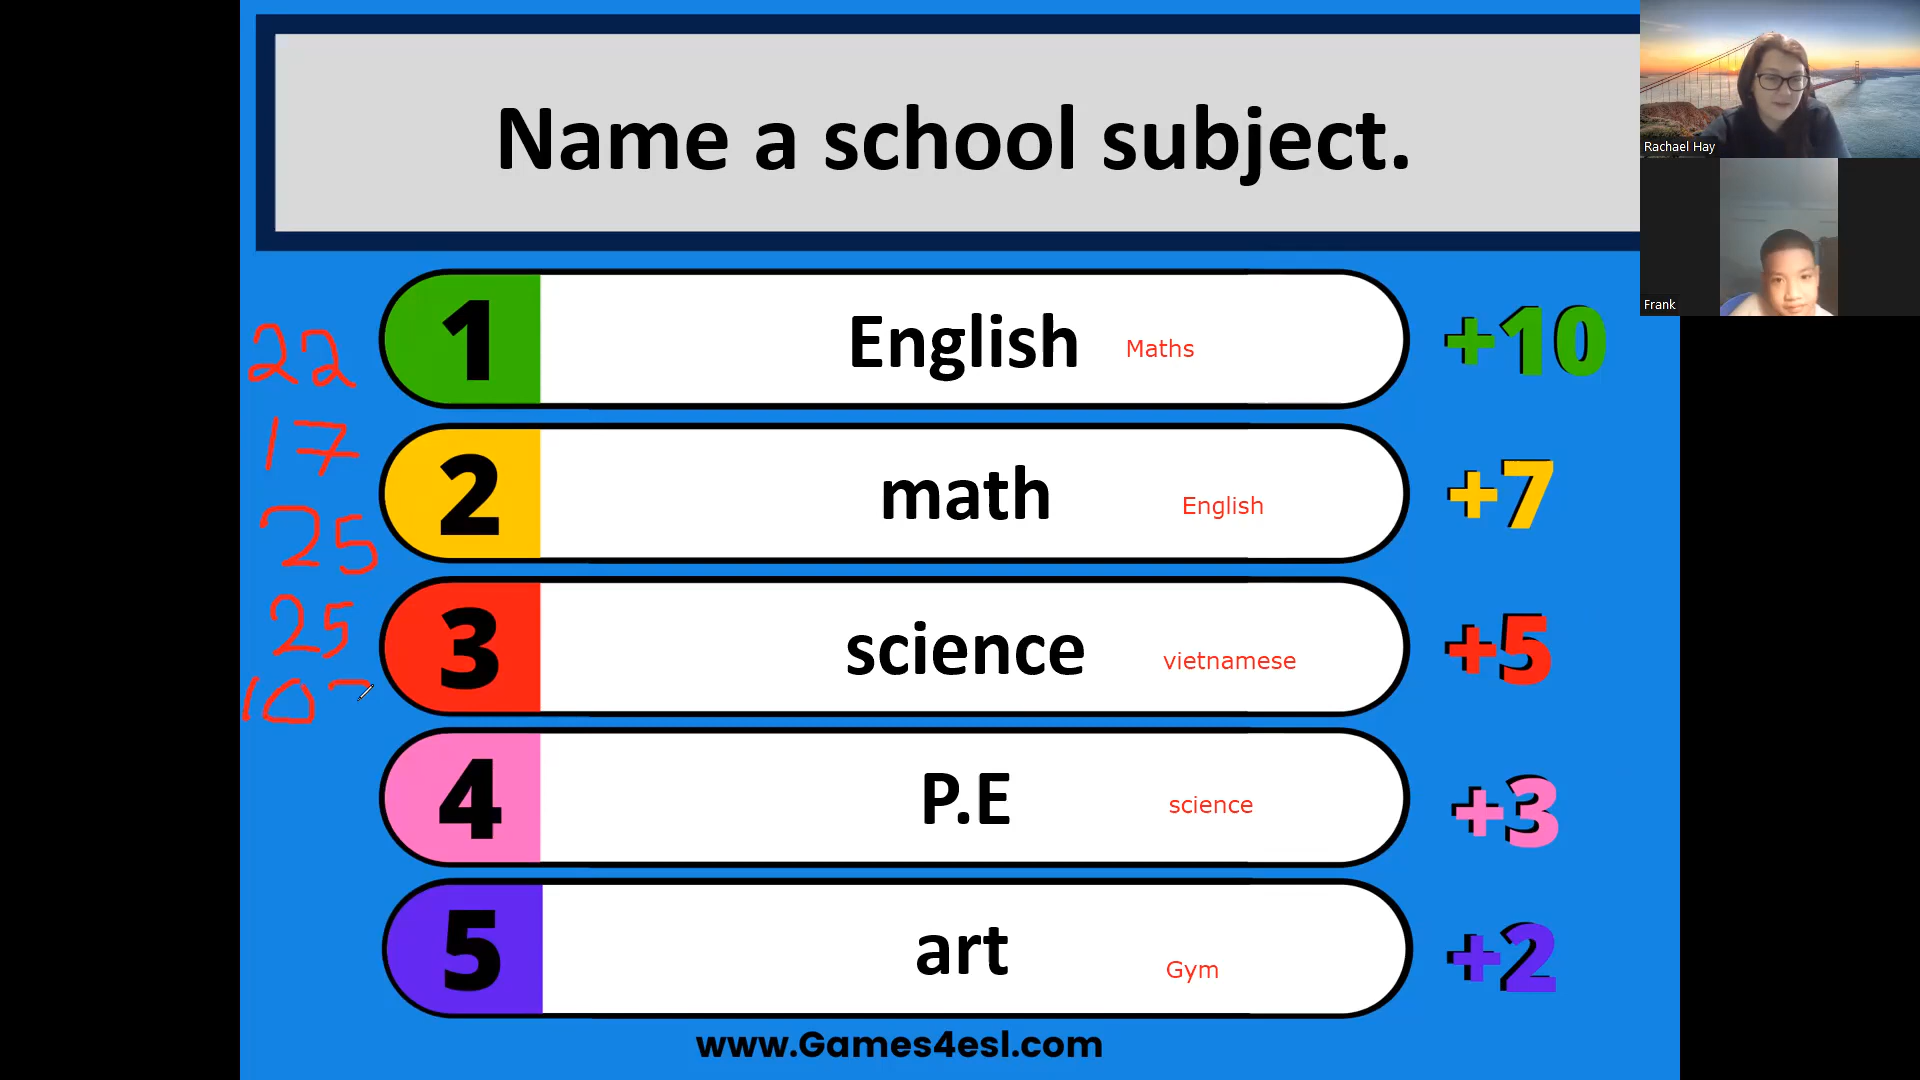 Name a school subject.
Rachael Hay
Frank
1 English Maths +10
22
17
2 math English +7
25
25
3 science vietnamese +5
10
4 P.E science +3
5 art Gym +2
www.Games4esl.com